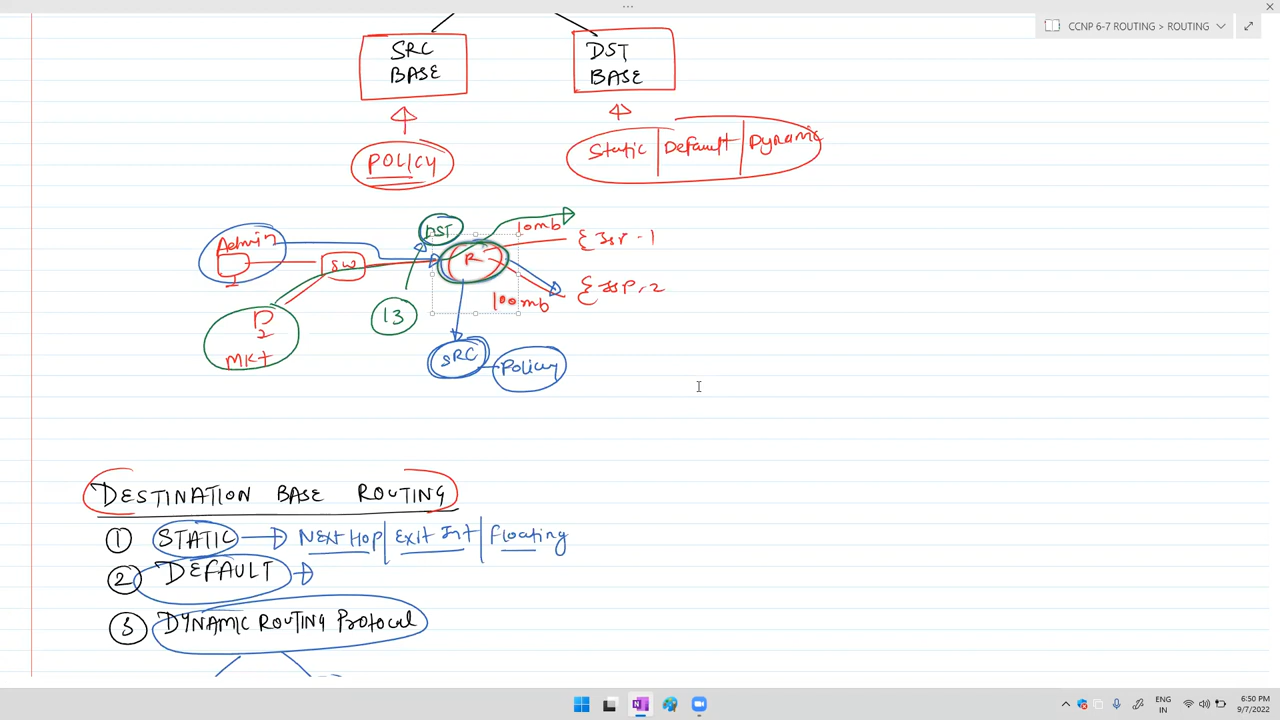 CCNP 6-7 ROUTING > ROUTING
SRC
BASE
DST
BASE
POLICY
Static | Default | Dynamic
Admin
SW
DST
R
10mb
ISP-1
100mb
ISP-2
13
MKT
SRC
Policy
DESTINATION BASE ROUTING
① STATIC → NEXt HOP | Exit Int | Floating
② DEFAULT →
③ DYNAMIC ROUTING Protocal
ENG
IN
6:50 PM
9/7/2022